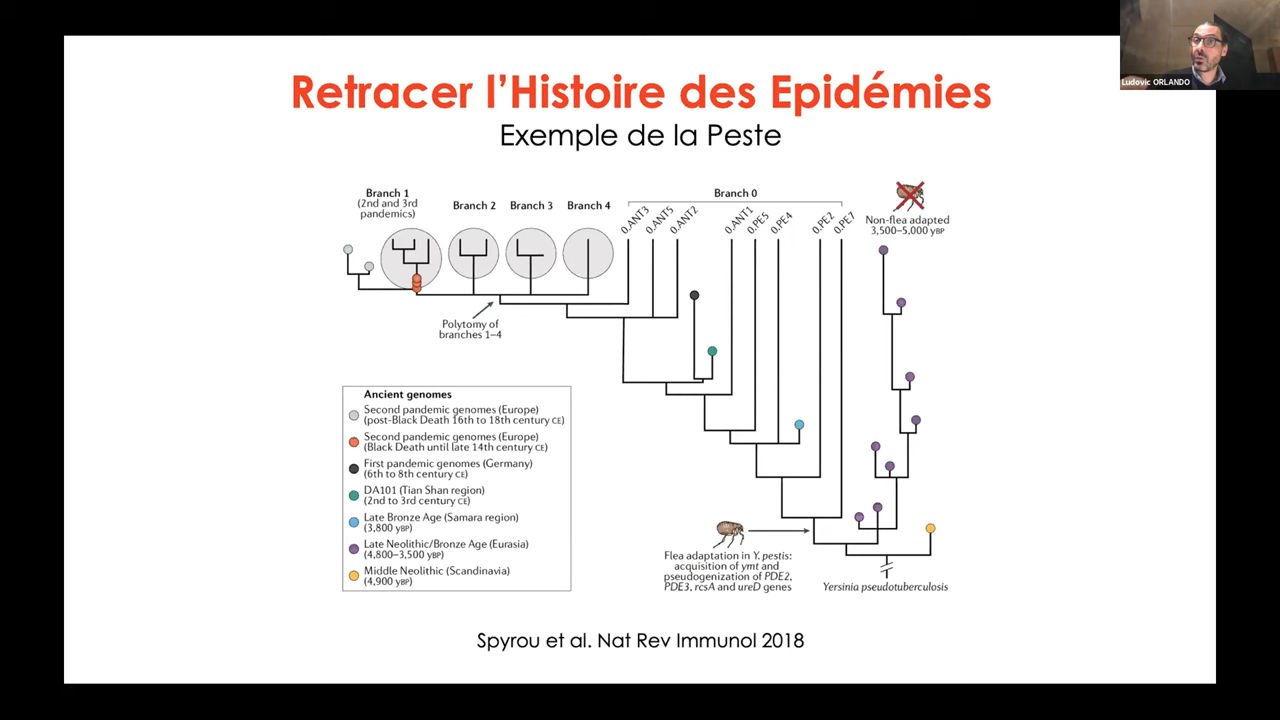 Ludovic ORLANDO
Retracer l'Histoire des Epidémies
Exemple de la Peste
Branch 1
(2nd and 3rd
pandemics)
Branch 2
Branch 3
Branch 4
Branch 0
0.ANT3
0.ANT5
0.ANT2
0.ANT1
0.PE5
0.PE4
0.PE2
0.PE7
Non-flea adapted
3,500–5,000 yBP
Polytomy of
branches 1–4
Ancient genomes
Second pandemic genomes (Europe)
(post-Black Death 16th to 18th century CE)
Second pandemic genomes (Europe)
(Black Death until late 14th century CE)
First pandemic genomes (Germany)
(6th to 8th century CE)
DA101 (Tian Shan region)
(2nd to 3rd century CE)
Late Bronze Age (Samara region)
(3,800 yBP)
Late Neolithic/Bronze Age (Eurasia)
(4,800–3,500 yBP)
Middle Neolithic (Scandinavia)
(4,900 yBP)
Flea adaptation in Y. pestis:
acquisition of ymt and
pseudogenization of PDE2,
PDE3, rcsA and ureD genes
Yersinia pseudotuberculosis
Spyrou et al. Nat Rev Immunol 2018